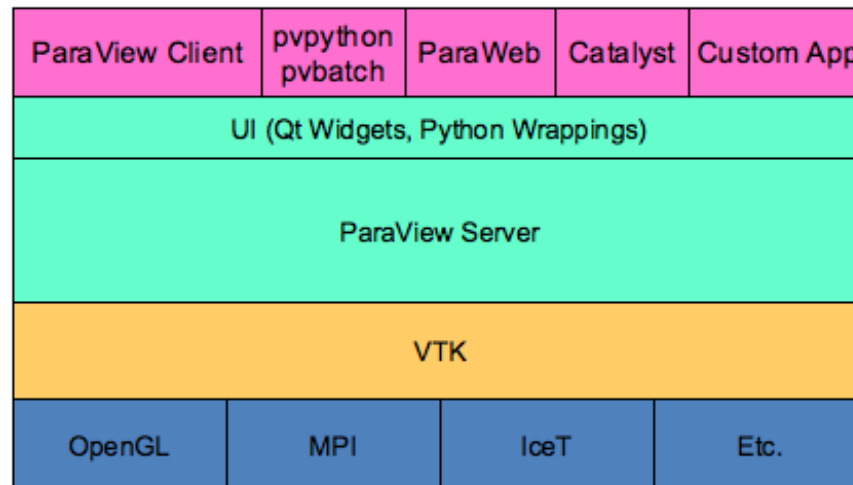 ParaView Client
pvpython
pvbatch
ParaWeb
Catalyst
Custom App
UI (Qt Widgets, Python Wrappings)
ParaView Server
VTK
OpenGL
MPI
IceT
Etc.